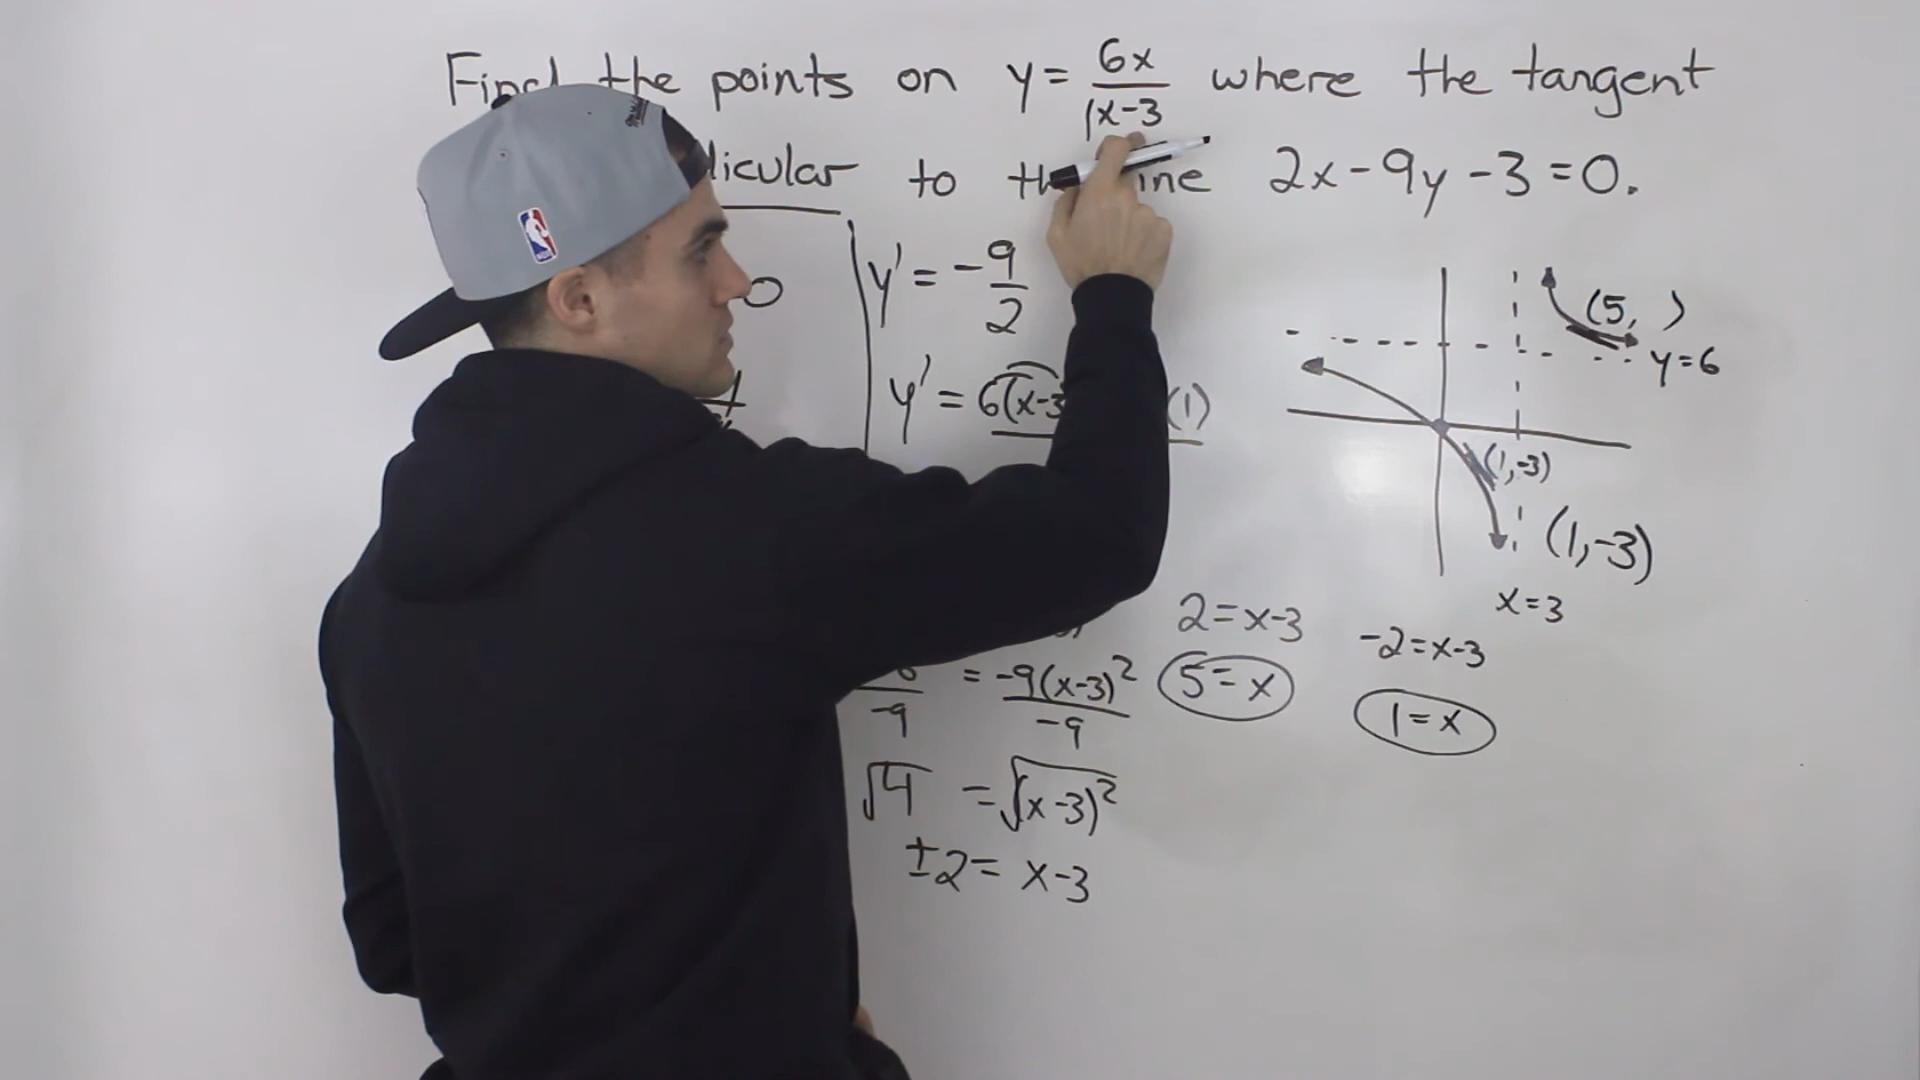 Find the points on y = 6x / 1x-3 where the tangent
to the line 2x-9y-3=0.
y' = -9/2
y' = 6(x-3 (1)
(5, )
y=6
(1,-3)
(1,-3)
x=3
2=x-3
-2=x-3
= -9(x-3)² / -9
-9
5=x
1=x
√4 = √(x-3)²
±2 = x-3